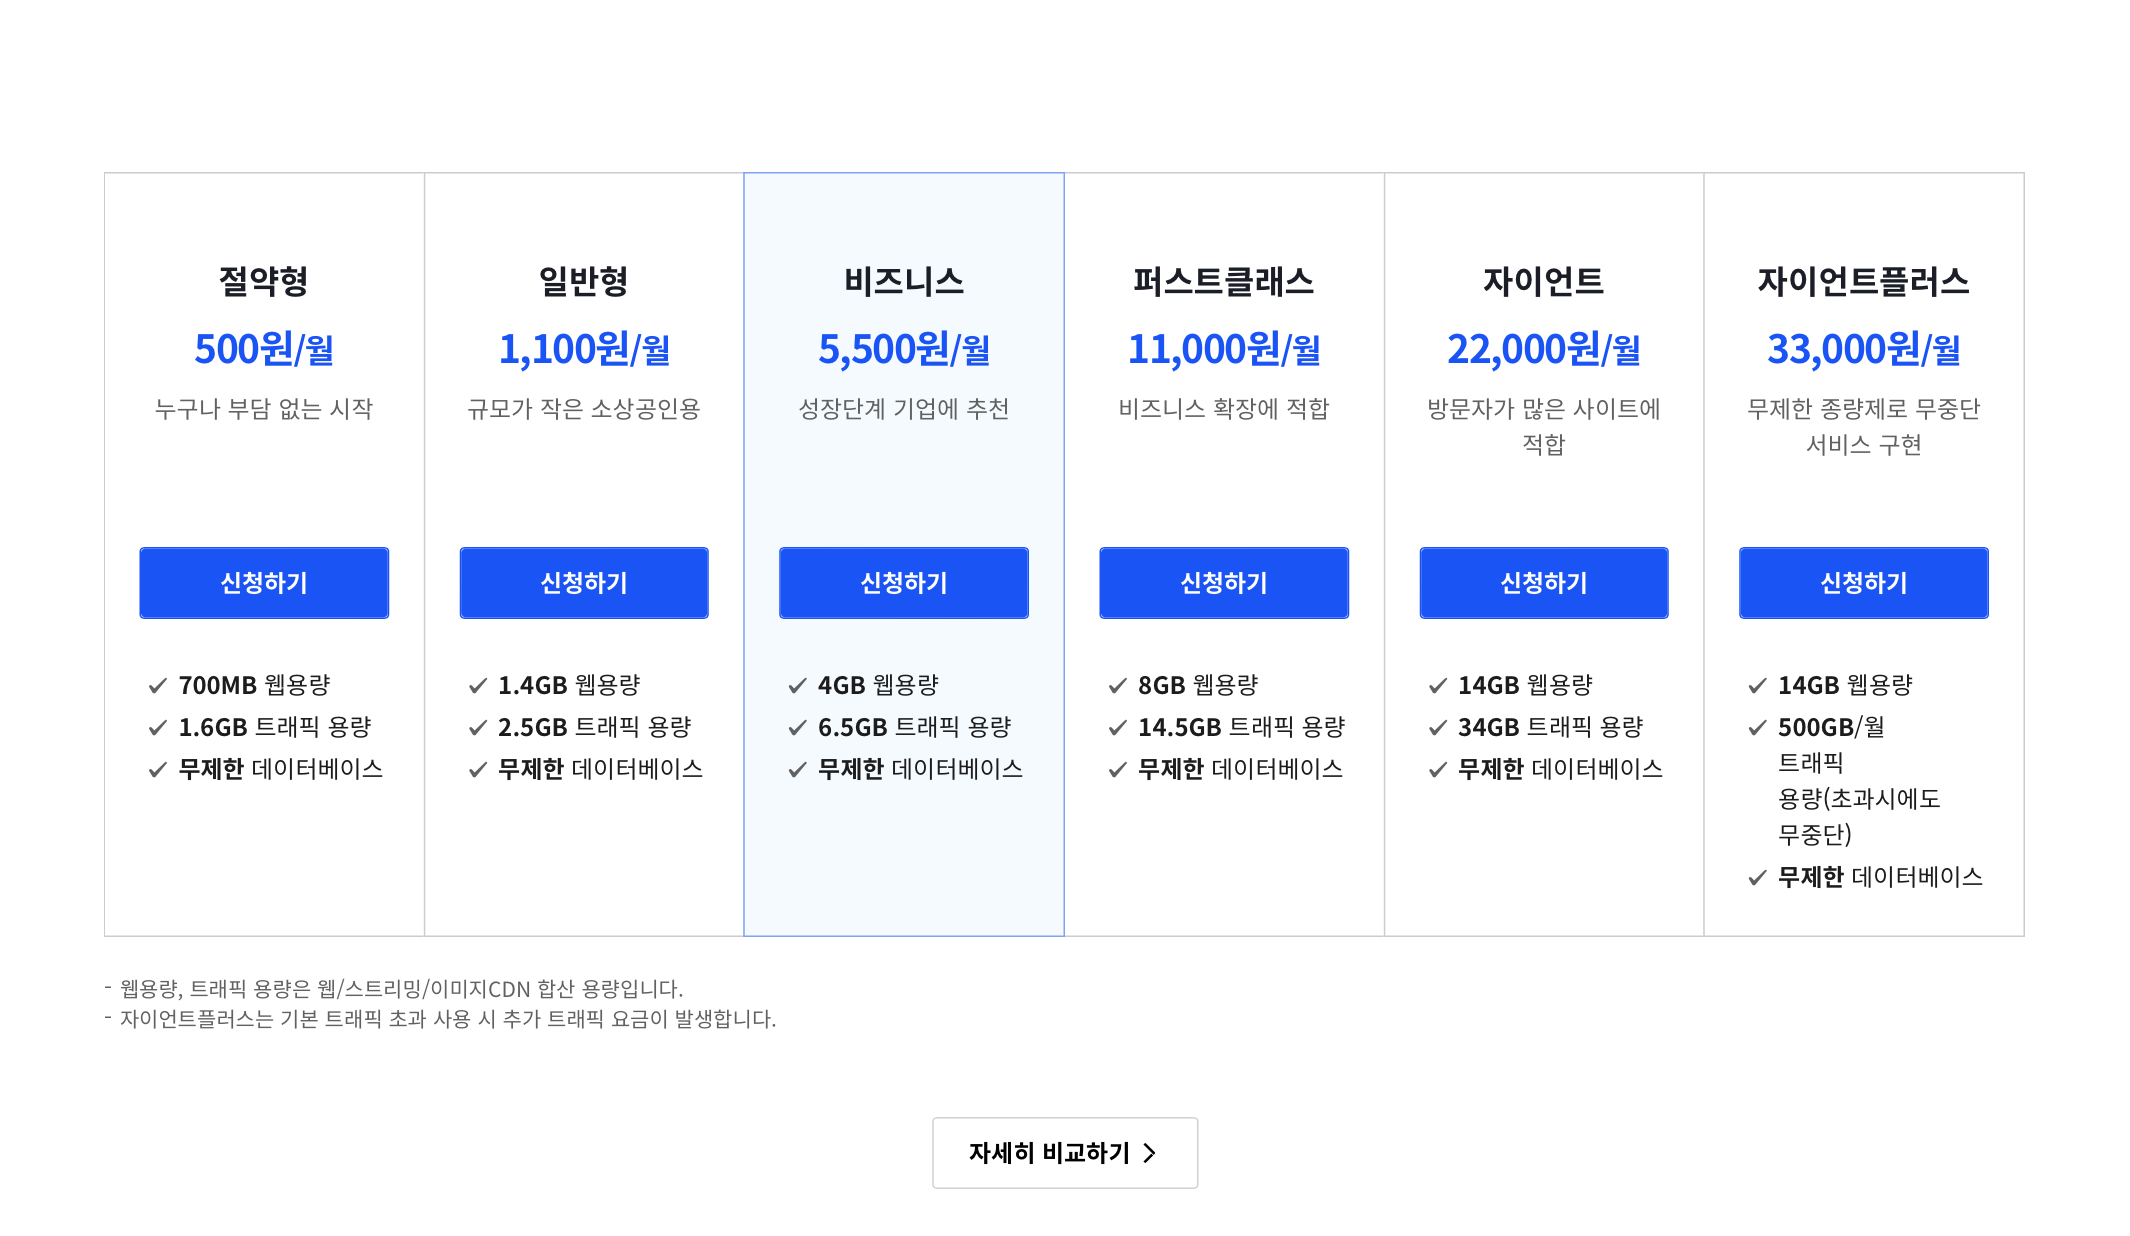 절약형
500원/월
누구나 부담 없는 시작
신청하기
700MB 웹용량
1.6GB 트래픽 용량
무제한 데이터베이스
일반형
1,100원/월
규모가 작은 소상공인용
신청하기
1.4GB 웹용량
2.5GB 트래픽 용량
무제한 데이터베이스
비즈니스
5,500원/월
성장단계 기업에 추천
신청하기
4GB 웹용량
6.5GB 트래픽 용량
무제한 데이터베이스
퍼스트클래스
11,000원/월
비즈니스 확장에 적합
신청하기
8GB 웹용량
14.5GB 트래픽 용량
무제한 데이터베이스
자이언트
22,000원/월
방문자가 많은 사이트에
적합
신청하기
14GB 웹용량
34GB 트래픽 용량
무제한 데이터베이스
자이언트플러스
33,000원/월
무제한 종량제로 무중단
서비스 구현
신청하기
14GB 웹용량
500GB/월
트래픽
용량(초과시에도
무중단)
무제한 데이터베이스
- 웹용량, 트래픽 용량은 웹/스트리밍/이미지CDN 합산 용량입니다.
- 자이언트플러스는 기본 트래픽 초과 사용 시 추가 트래픽 요금이 발생합니다.
자세히 비교하기